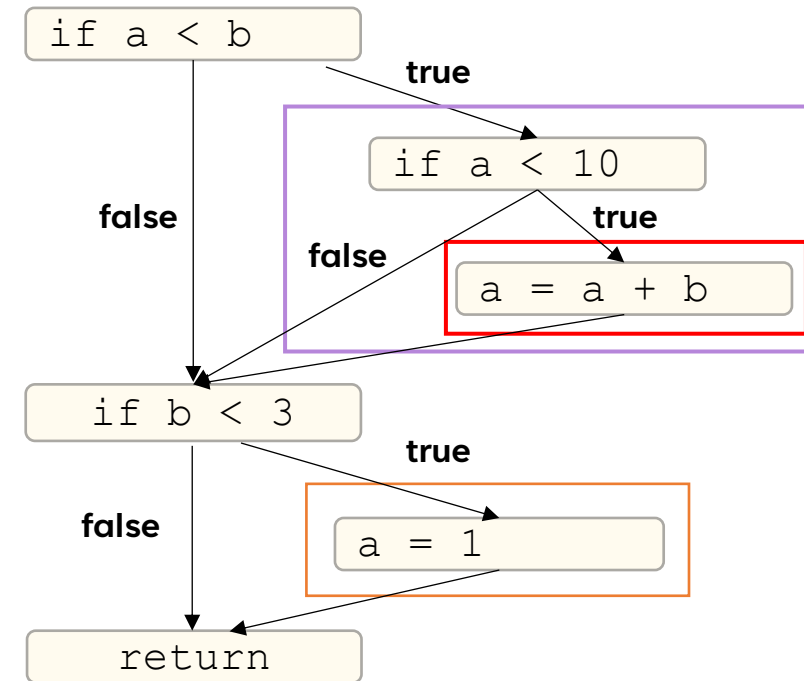 if a < b
true
if a < 10
false
true
false
a = a + b
if b < 3
true
false
a = 1
return